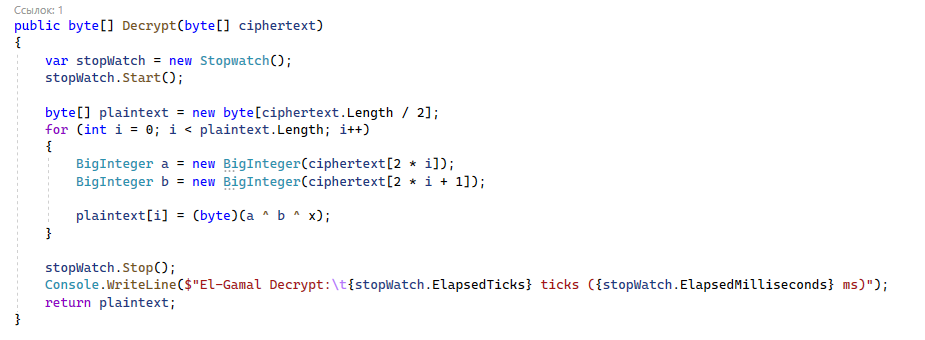 Ссылок: 1
public byte[] Decrypt(byte[] ciphertext)
{
    var stopWatch = new Stopwatch();
    stopWatch.Start();

    byte[] plaintext = new byte[ciphertext.Length / 2];
    for (int i = 0; i < plaintext.Length; i++)
    {
        BigInteger a = new BigInteger(ciphertext[2 * i]);
        BigInteger b = new BigInteger(ciphertext[2 * i + 1]);

        plaintext[i] = (byte)(a ^ b ^ x);
    }

    stopWatch.Stop();
    Console.WriteLine($"El-Gamal Decrypt:\t{stopWatch.ElapsedTicks} ticks ({stopWatch.ElapsedMilliseconds} ms)");
    return plaintext;
}